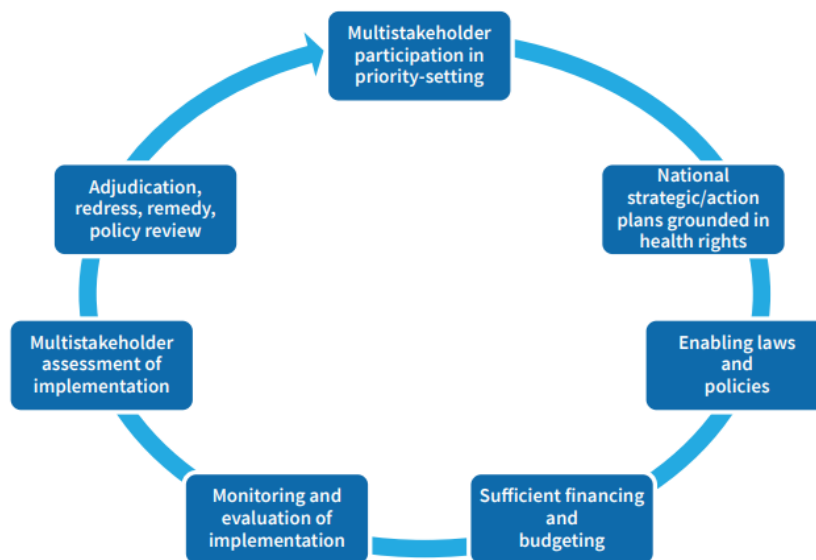 Multistakeholder
participation in
priority-setting
National
strategic/action
plans grounded in
health rights
Enabling laws
and
policies
Sufficient financing
and
budgeting
Monitoring and
evaluation of
implementation
Multistakeholder
assessment of
implementation
Adjudication,
redress, remedy,
policy review